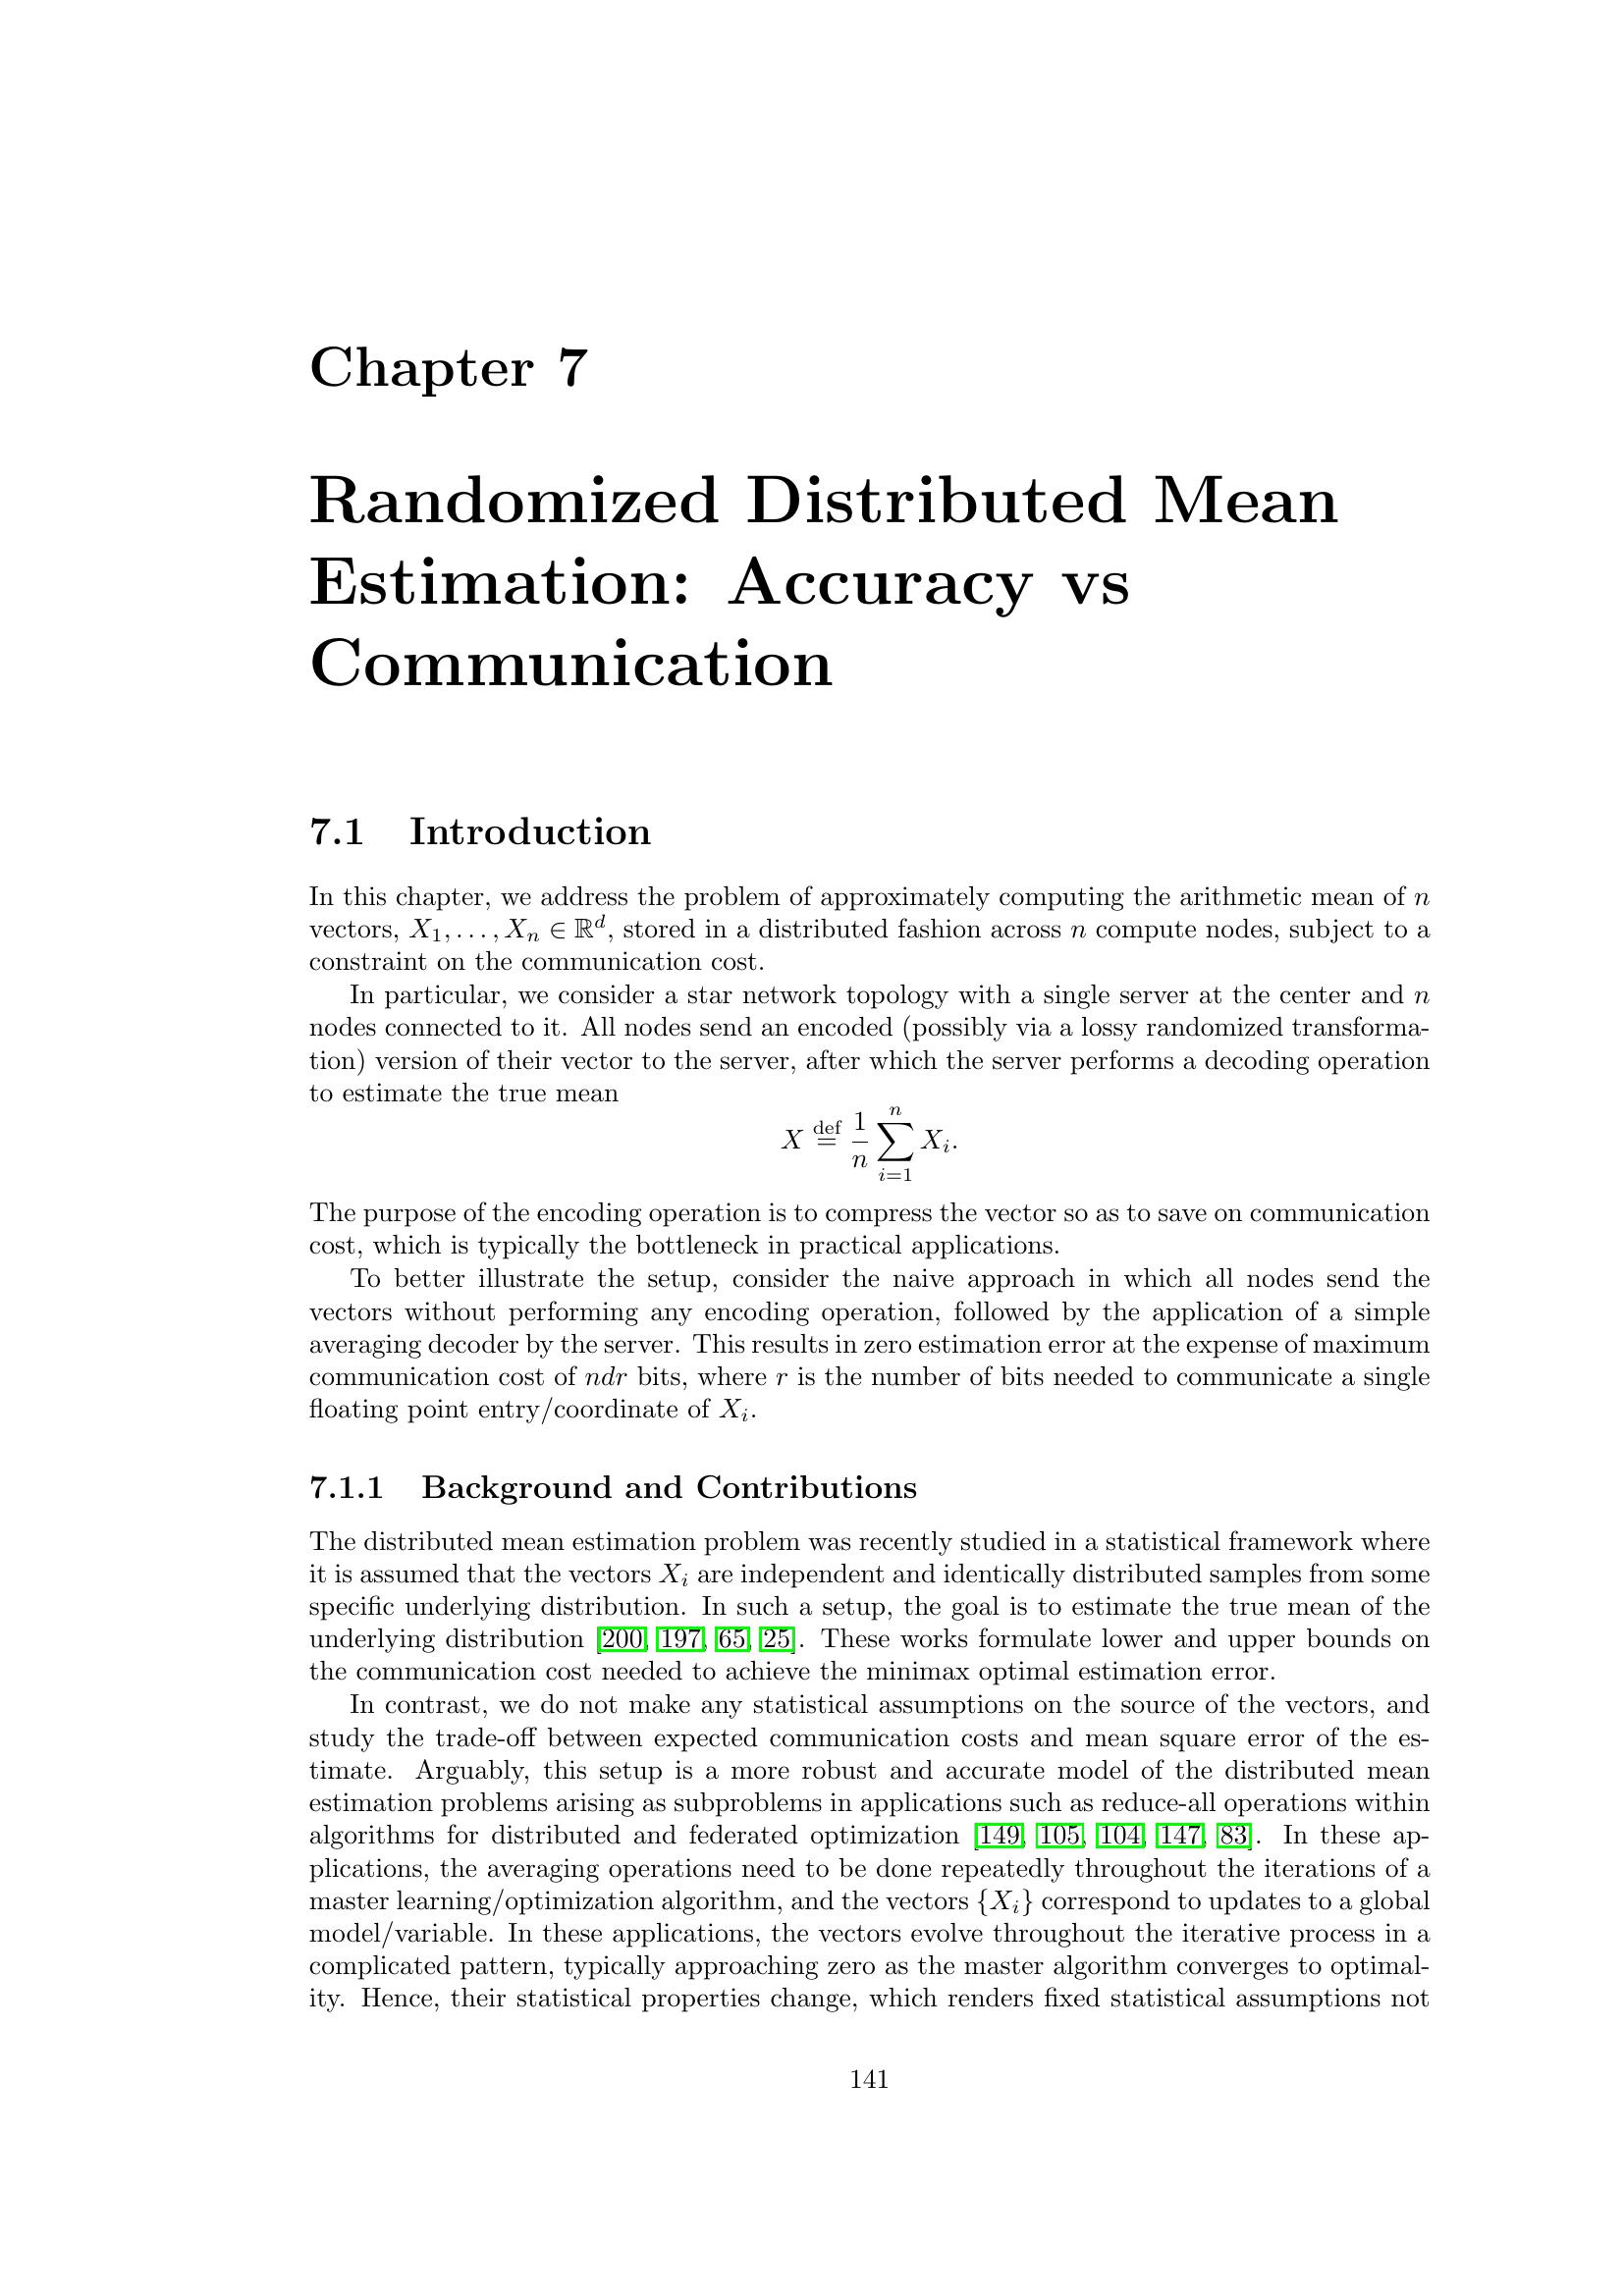 Chapter 7
Randomized Distributed Mean
Estimation: Accuracy vs
Communication
7.1 Introduction
In this chapter, we address the problem of approximately computing the arithmetic mean of n
vectors, X₁, . . . , Xₙ ∈ ℝᵈ, stored in a distributed fashion across n compute nodes, subject to a
constraint on the communication cost.
In particular, we consider a star network topology with a single server at the center and n
nodes connected to it. All nodes send an encoded (possibly via a lossy randomized transforma-
tion) version of their vector to the server, after which the server performs a decoding operation
to estimate the true mean
X def= 1/n ∑ⁿᵢ₌₁ Xᵢ.
The purpose of the encoding operation is to compress the vector so as to save on communication
cost, which is typically the bottleneck in practical applications.
To better illustrate the setup, consider the naive approach in which all nodes send the
vectors without performing any encoding operation, followed by the application of a simple
averaging decoder by the server. This results in zero estimation error at the expense of maximum
communication cost of ndr bits, where r is the number of bits needed to communicate a single
floating point entry/coordinate of Xᵢ.
7.1.1 Background and Contributions
The distributed mean estimation problem was recently studied in a statistical framework where
it is assumed that the vectors Xᵢ are independent and identically distributed samples from some
specific underlying distribution. In such a setup, the goal is to estimate the true mean of the
underlying distribution [200, 197, 65, 25]. These works formulate lower and upper bounds on
the communication cost needed to achieve the minimax optimal estimation error.
In contrast, we do not make any statistical assumptions on the source of the vectors, and
study the trade-off between expected communication costs and mean square error of the es-
timate. Arguably, this setup is a more robust and accurate model of the distributed mean
estimation problems arising as subproblems in applications such as reduce-all operations within
algorithms for distributed and federated optimization [149, 105, 104, 147, 83]. In these ap-
plications, the averaging operations need to be done repeatedly throughout the iterations of a
master learning/optimization algorithm, and the vectors {Xᵢ} correspond to updates to a global
model/variable. In these applications, the vectors evolve throughout the iterative process in a
complicated pattern, typically approaching zero as the master algorithm converges to optimal-
ity. Hence, their statistical properties change, which renders fixed statistical assumptions not
141